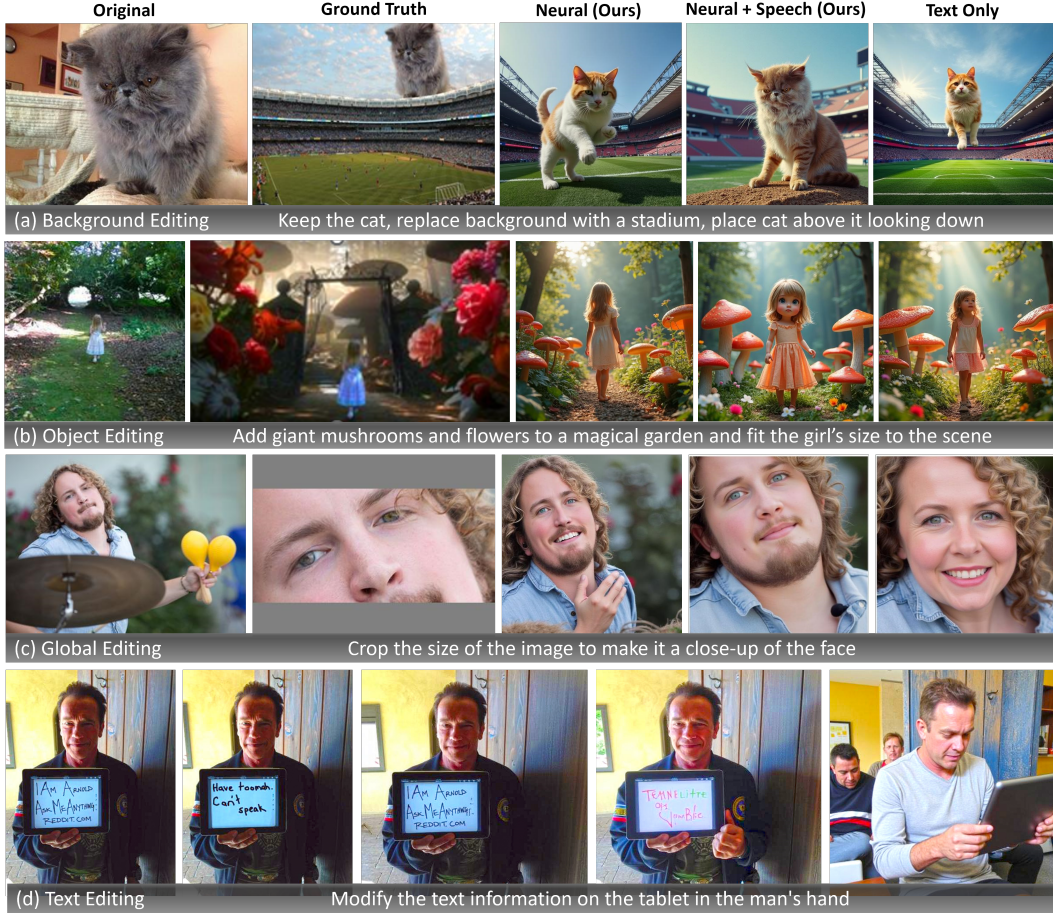 Original Ground Truth Neural (Ours) Neural + Speech (Ours) Text Only
(a) Background Editing Keep the cat, replace background with a stadium, place cat above it looking down
(b) Object Editing Add giant mushrooms and flowers to a magical garden and fit the girl's size to the scene
(c) Global Editing Crop the size of the image to make it a close-up of the face
I AM ARNOLD
ASK ME ANYTHING!
REDDIT.COM
Have toomah.
Can't
speak
I AM ARNOLD
ASK ME ANYTHING!
REDDIT.COM
(d) Text Editing Modify the text information on the tablet in the man's hand